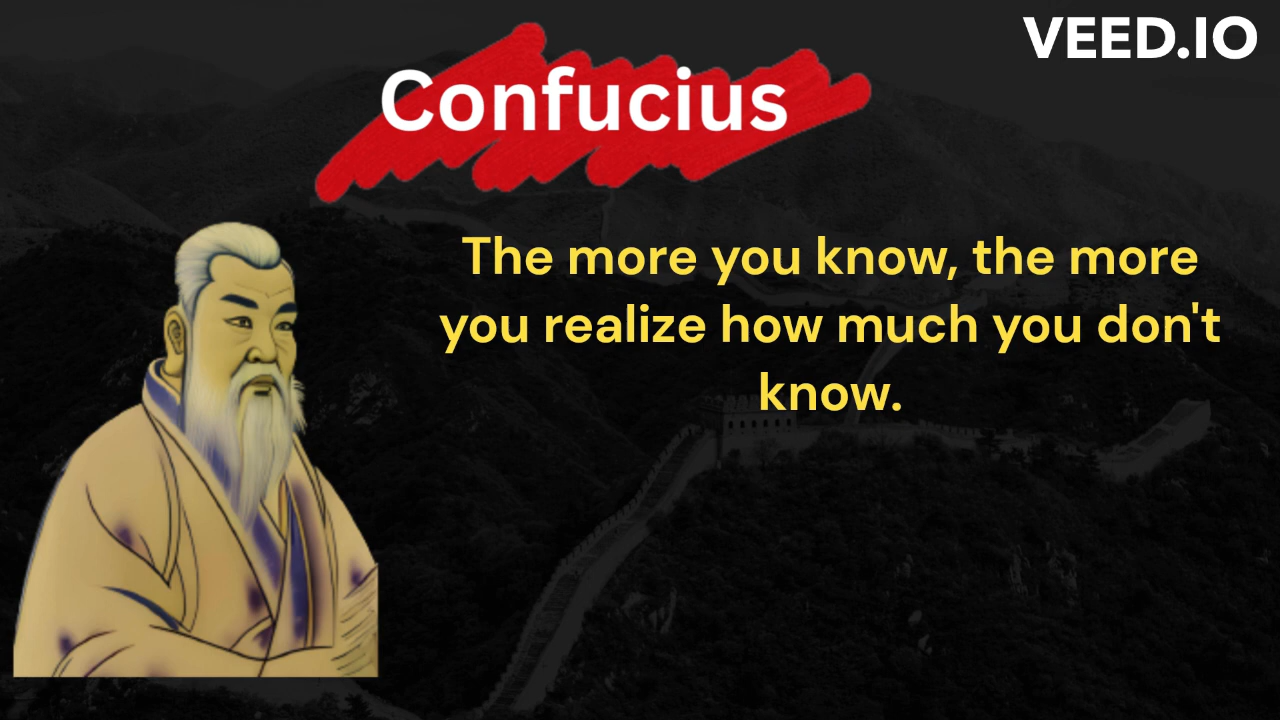 VEED.IO
Confucius
The more you know, the more
you realize how much you don't
know.